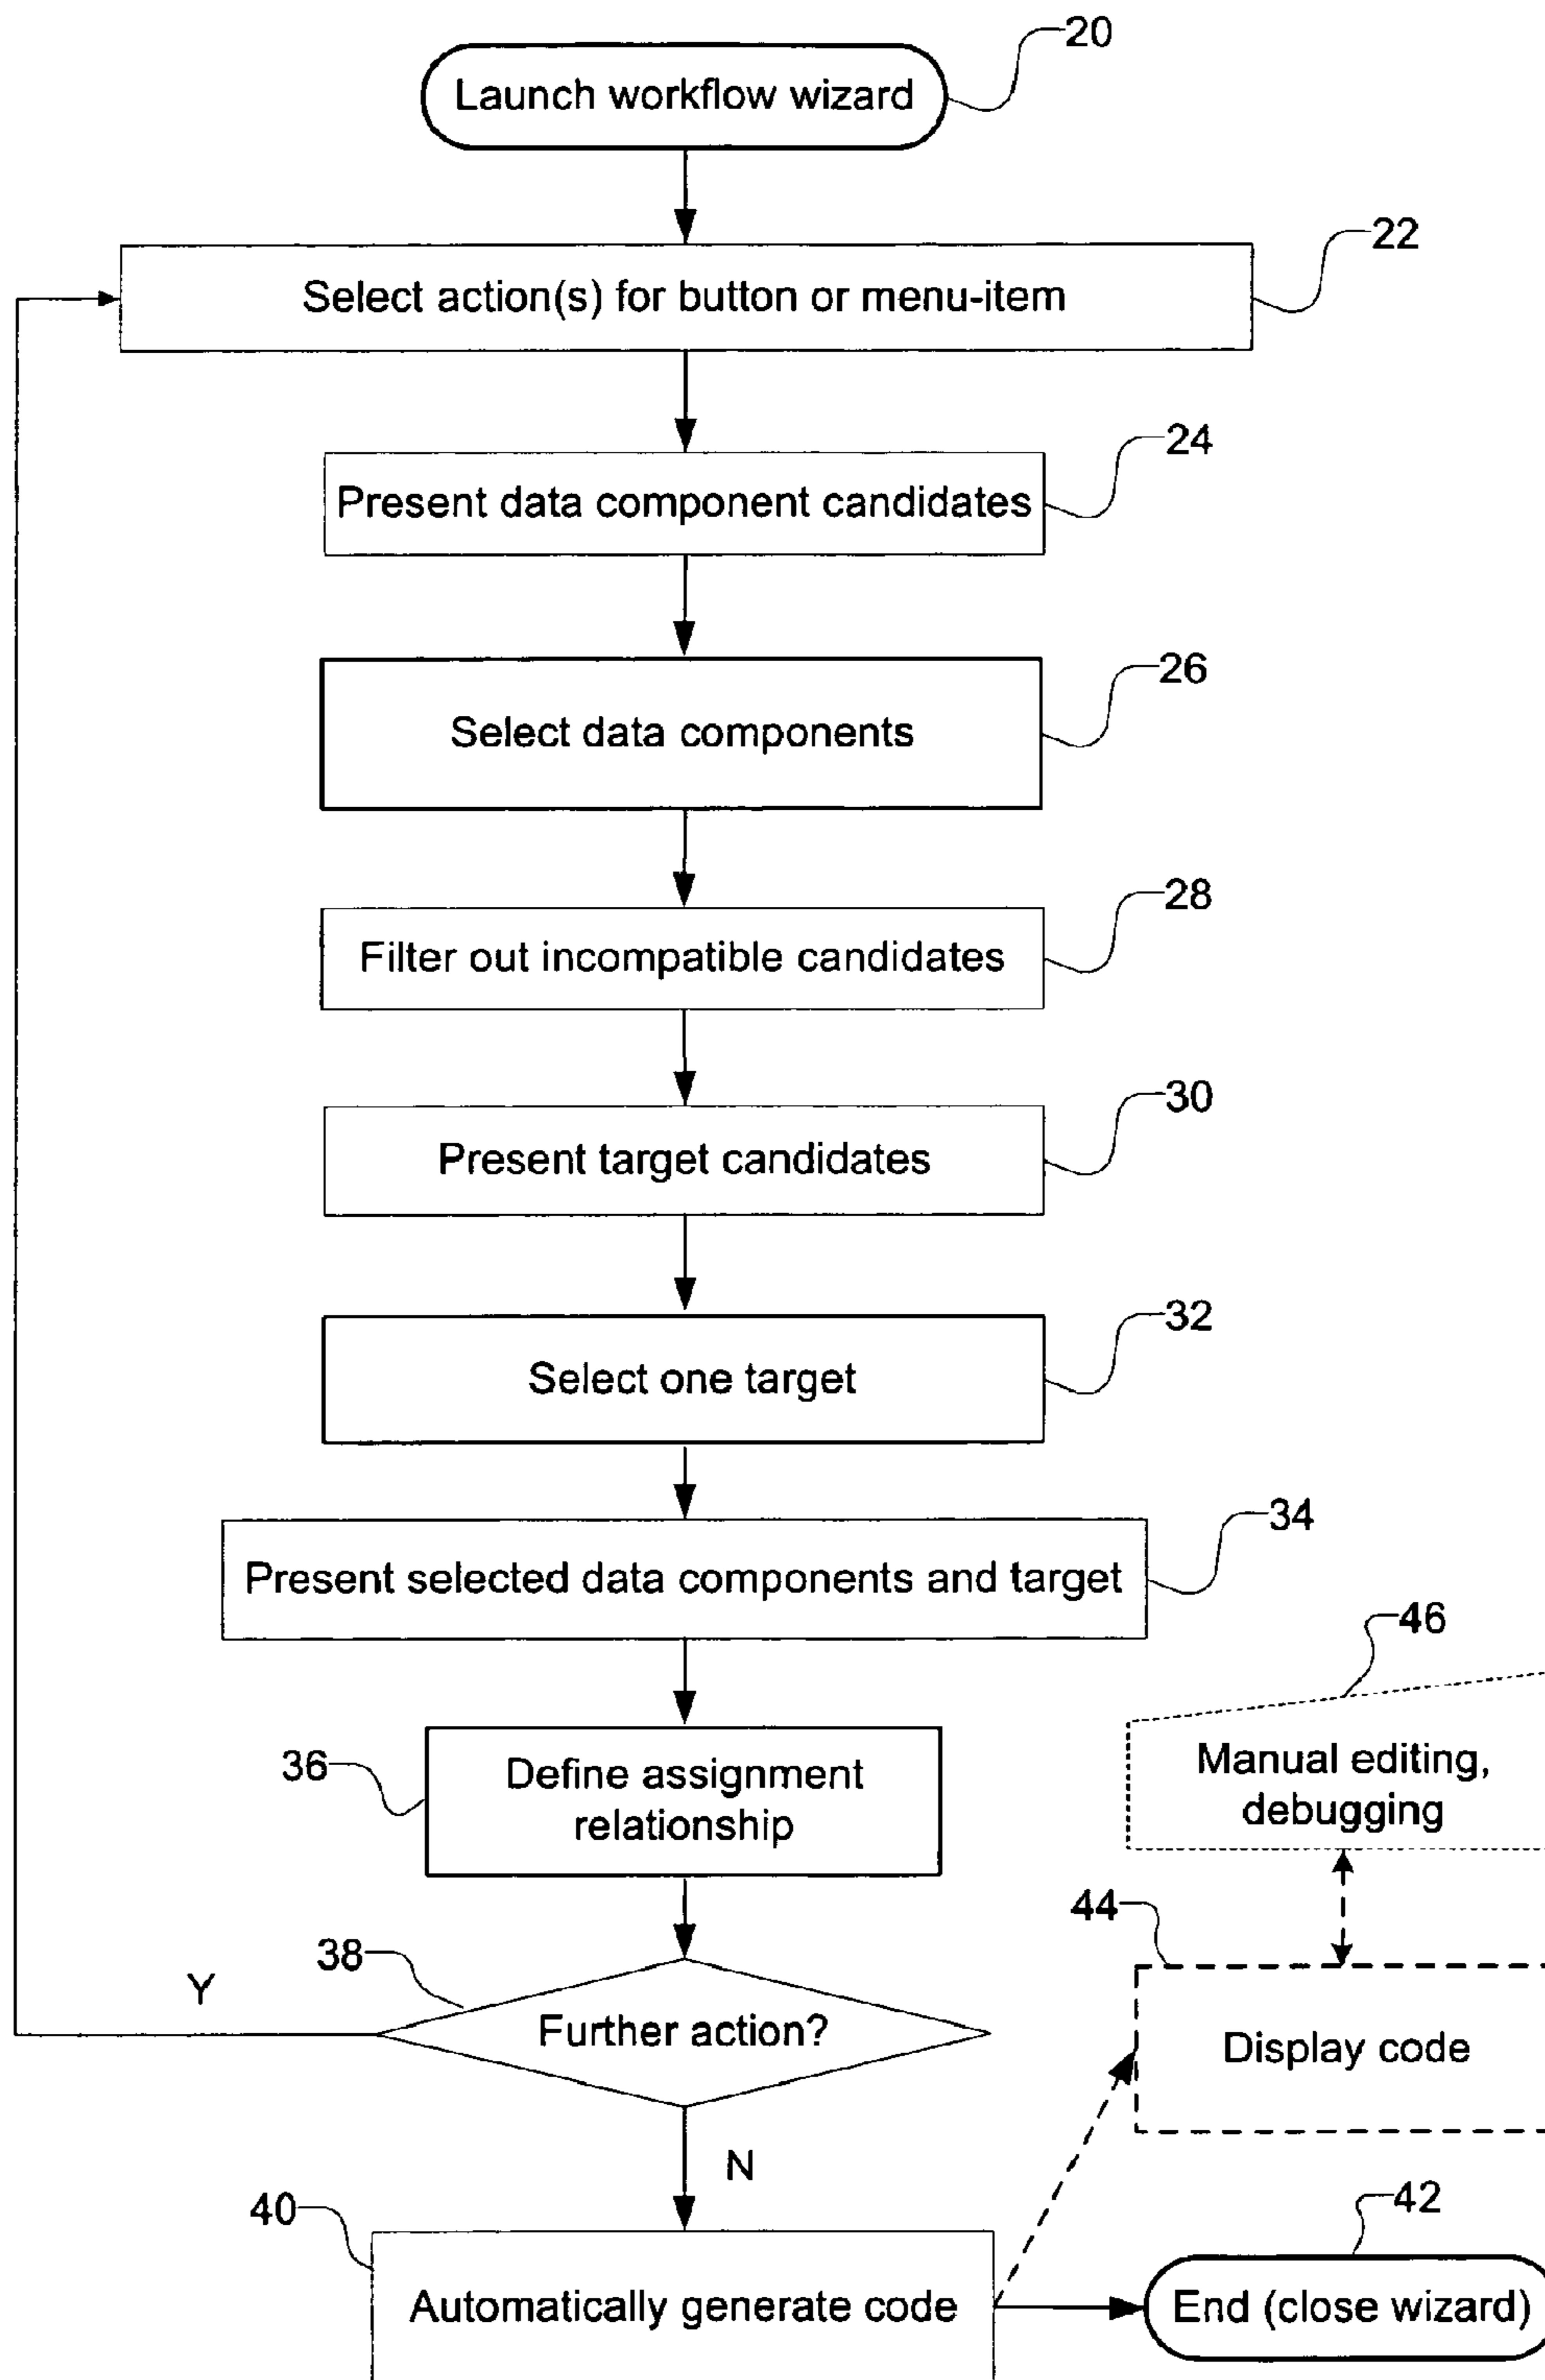 20
Launch workflow wizard
22
Select action(s) for button or menu-item
24
Present data component candidates
26
Select data components
28
Filter out incompatible candidates
30
Present target candidates
32
Select one target
34
Present selected data components and target
46
36
Define assignment
relationship
Manual editing,
debugging
44
38
Y
Further action?
Display code
N
40
42
Automatically generate code
End (close wizard)